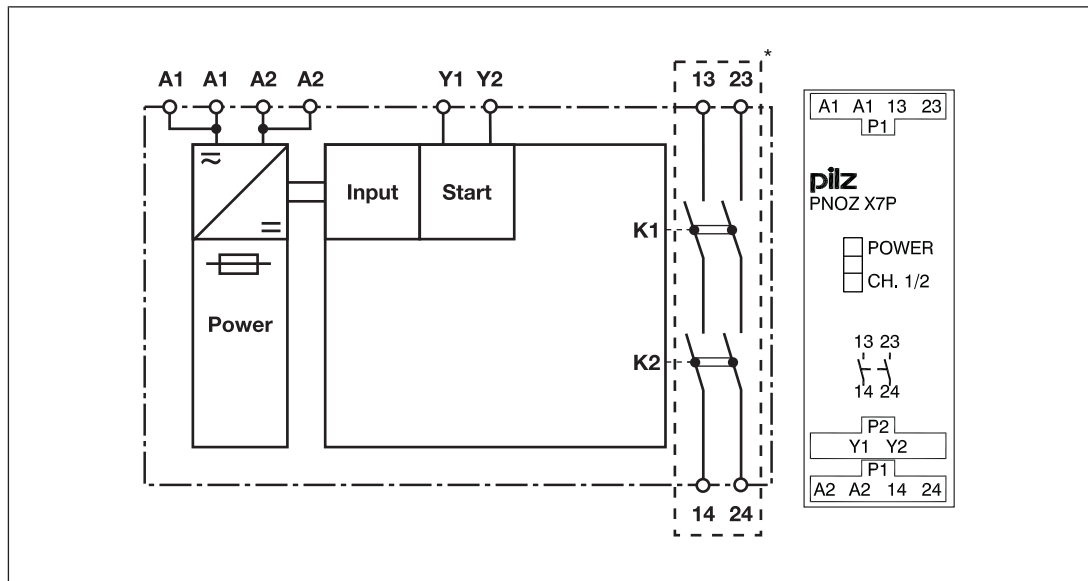 A1 A1 A2 A2 Y1 Y2 13 23 *
Input Start
K1
Power
K2
14 24
A1 A1 13 23
P1
pilz
PNOZ X7P
POWER
CH. 1/2
13 23
14 24
P2
Y1 Y2
P1
A2 A2 14 24